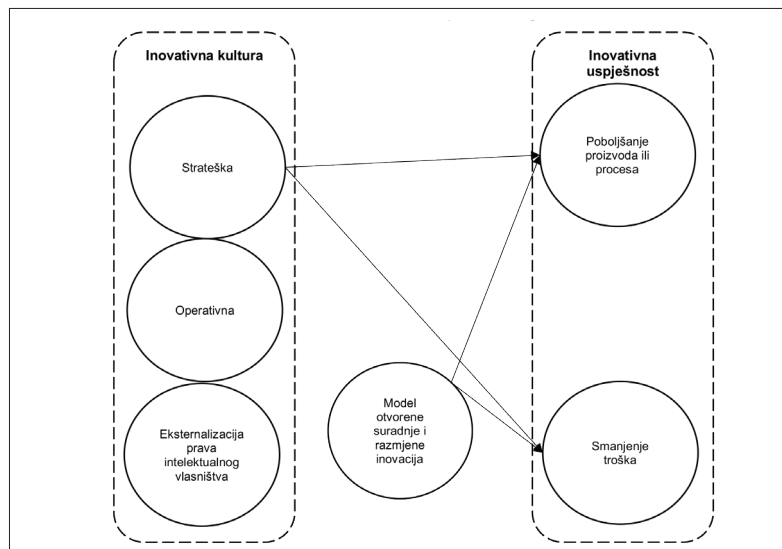 Inovativna kultura
Strateška
Operativna
Eksternalizacija
prava
intelektualnog
vlasništva
Model
otvorene
suradnje i
razmjene
inovacija
Inovativna
uspješnost
Poboljšanje
proizvoda ili
procesa
Smanjenje
troška